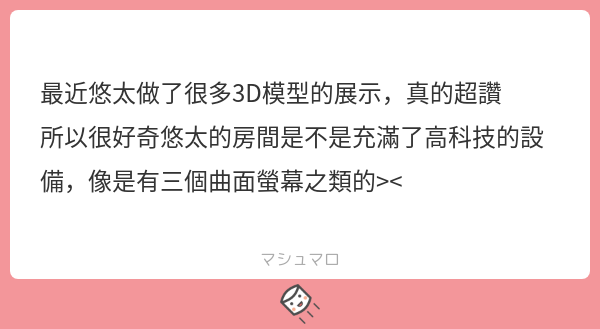 最近悠太做了很多3D模型的展示，真的超讚
所以很好奇悠太的房間是不是充滿了高科技的設
備，像是有三個曲面螢幕之類的><
マシュマロ